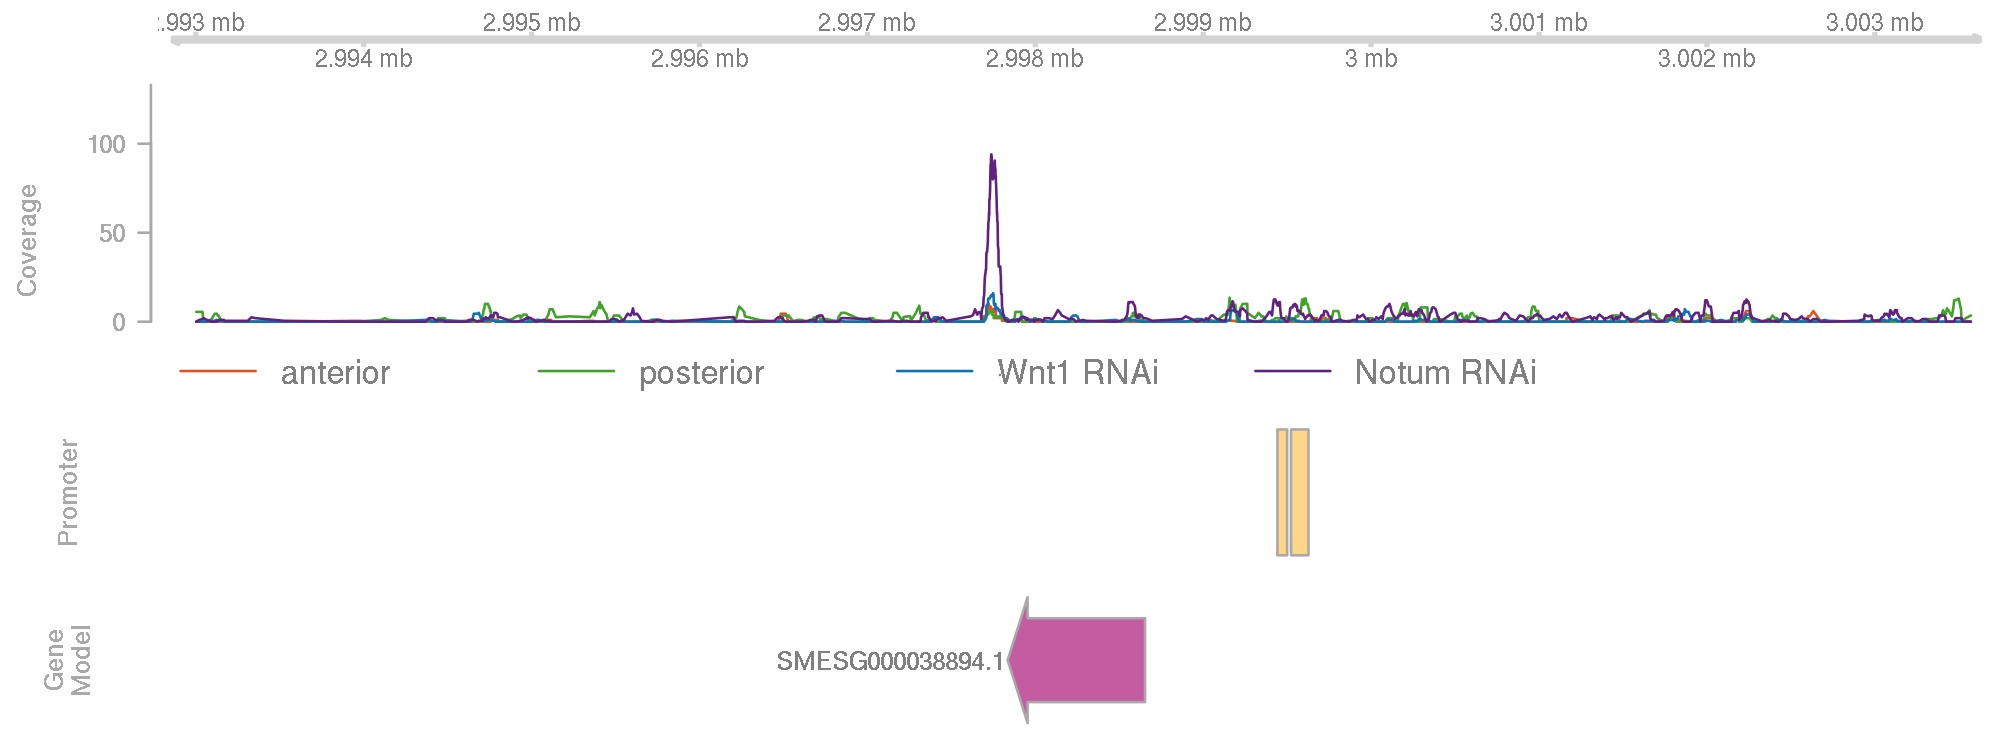 .993 mb 2.995 mb 2.997 mb 2.999 mb 3.001 mb 3.003 mb
2.994 mb 2.996 mb 2.998 mb 3 mb 3.002 mb
Coverage
100
50
0
anterior posterior Wnt1 RNAi Notum RNAi
Promoter
Gene
Model
SMESG000038894.1